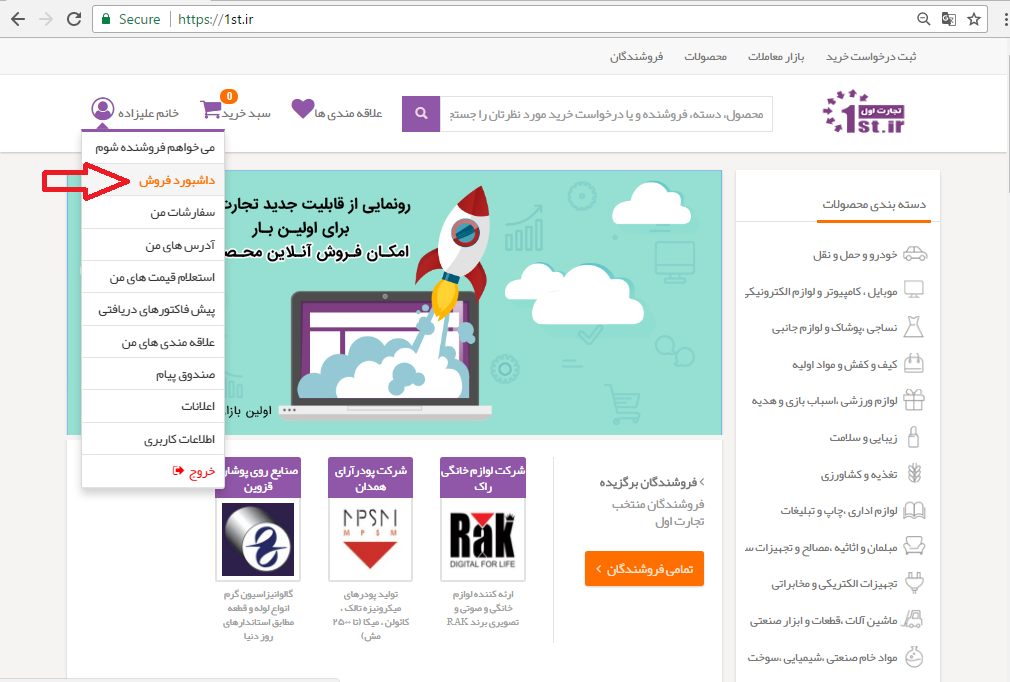 Secure
https://1st.ir
ثبت درخواست خرید
بازار معاملات
محصولات
فروشندگان
تجارت اول
1st.ir
محصول، دسته، فروشنده و یا درخواست خرید مورد نظرتان را جستج
علاقه مندی ها
سبد خرید
0
خانم علیزاده
می خواهم فروشنده شوم
داشبورد فروش
سفارشات من
آدرس های من
استعلام قیمت های من
پیش فاکتورهای دریافتی
علاقه مندی های من
صندوق پیام
اعلانات
اطلاعات کاربری
خروج
رونمایی از قابلیت جدید تجارت
برای اولین بار
امکان فروش آنلاین محصـ
اولین بازا
دسته بندی محصولات
خودرو و حمل و نقل
موبایل ، کامپیوتر و لوازم الکترونیکی
نساجی ،پوشاک و لوازم جانبی
کیف و کفش و مواد اولیه
لوازم ورزشی ،اسباب بازی و هدیه
زیبایی و سلامت
تغذیه و کشاورزی
لوازم اداری ،چاپ و تبلیغات
مبلمان و اثاثیه ،مصالح و تجهیزات سـ
تجهیزات الکتریکی و مخابراتی
ماشین آلات ،قطعات و ابزار صنعتی
مواد خام صنعتی ،شیمیایی ،سوخت
فروشندگان برگزیده
فروشندگان منتخب
تجارت اول
تمامی فروشندگان
شرکت لوازم خانگی
راک
RAK
DIGITAL FOR LIFE
ارئه کننده لوازم
خانگی و صوتی و
تصویری برند RAK
شرکت پودرآرای
همدان
MPSM
M P S M
تولید پودرهای
میکرونیزه تالک ،
کائولن ، میکا (تا ۲۵۰۰
مش)
صنایع روی پوشان
قزوین
گالوانیزاسیون گرم
انواع لوله و قطعه
مطابق استاندارهای
روز دنیا